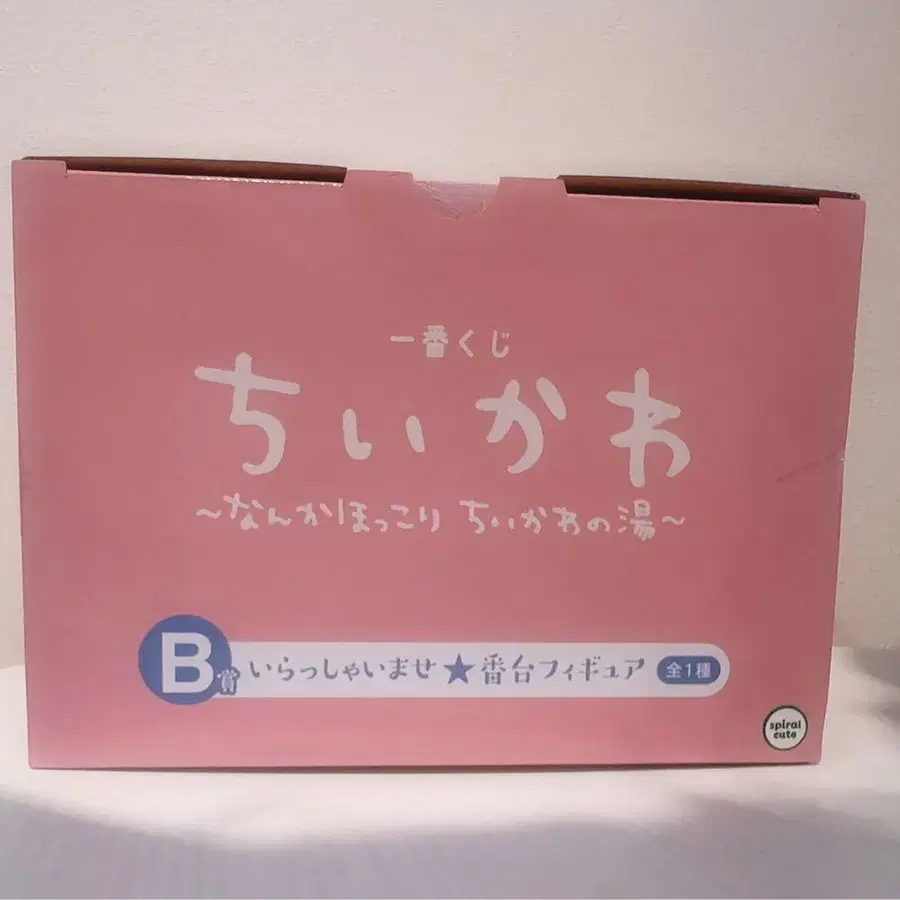 一番くじ
ちいかわ
~なんかほっこり ちいかわの湯~
B賞 いらっしゃいませ★番台フィギュア 全1種
spiral
cute